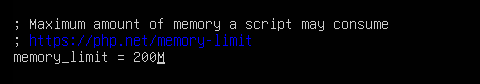 ; Maximum amount of memory a script may consume
; https://php.net/memory-limit
memory_limit = 200M